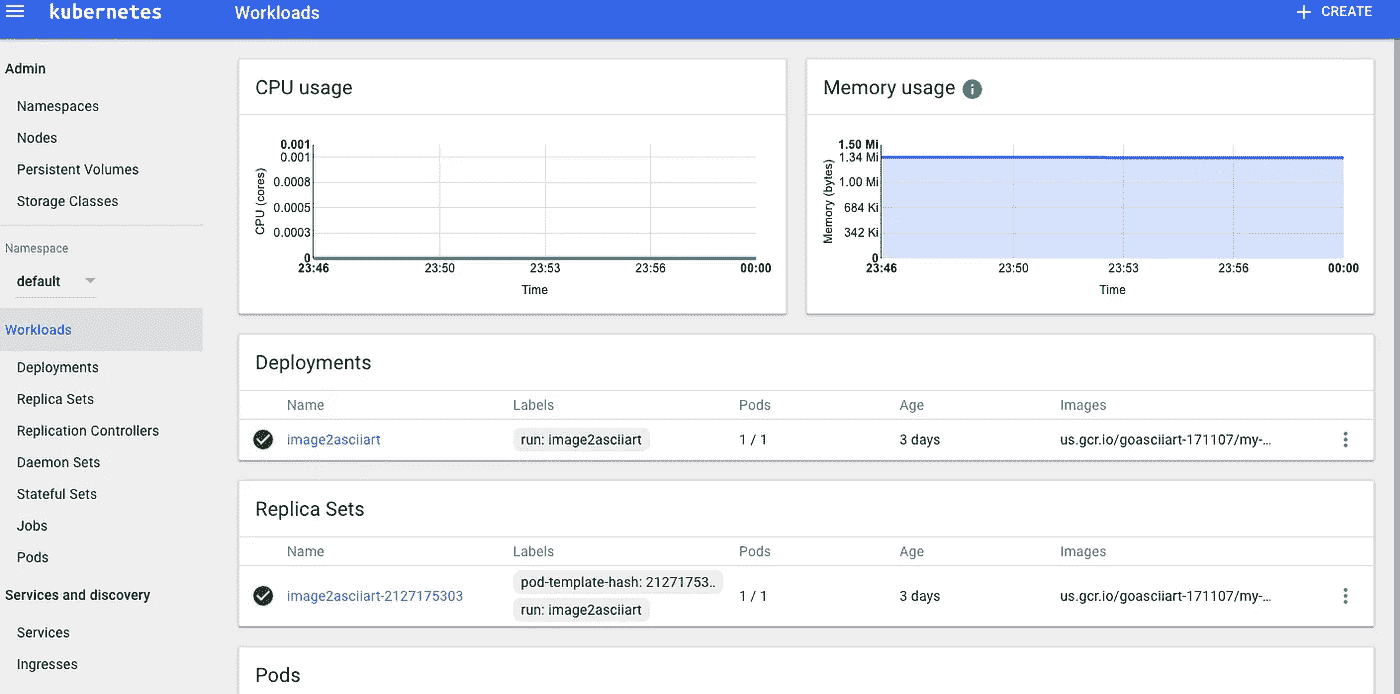 kubernetes Workloads + CREATE
Admin
Namespaces
Nodes
Persistent Volumes
Storage Classes
Namespace
default
Workloads
Deployments
Replica Sets
Replication Controllers
Daemon Sets
Stateful Sets
Jobs
Pods
Services and discovery
Services
Ingresses
CPU usage
CPU (cores)
0.001
0.001
0.0008
0.0005
0.0003
0
23:46 23:50 23:53 23:56 00:00
Time
Memory usage i
Memory (bytes)
1.50 Mi
1.34 Mi
1.00 Mi
684 Ki
342 Ki
0
23:46 23:50 23:53 23:56 00:00
Time
Deployments
Name Labels Pods Age Images
image2asciiart run: image2asciiart 1 / 1 3 days us.gcr.io/goasciiart-171107/my-...
Replica Sets
Name Labels Pods Age Images
pod-template-hash: 21271753..
image2asciiart-2127175303 1 / 1 3 days us.gcr.io/goasciiart-171107/my-...
run: image2asciiart
Pods